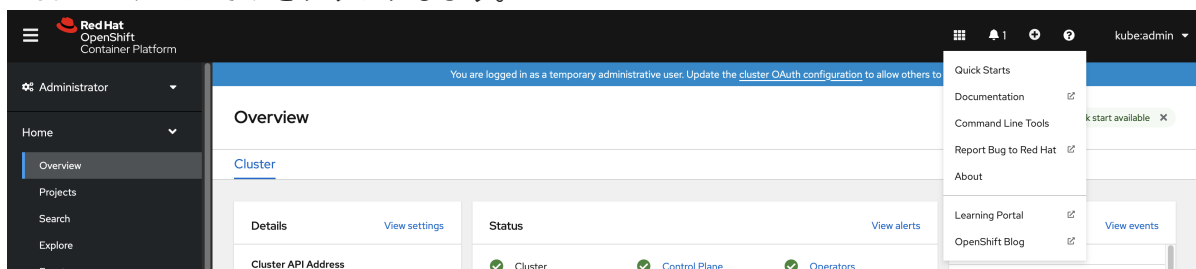 Red Hat
OpenShift
Container Platform
1
kube:admin
Administrator
Home
Overview
Projects
Search
Explore
You are logged in as a temporary administrative user. Update the cluster OAuth configuration to allow others to
Overview
k start available
Cluster
Details
View settings
Cluster API Address
Status
View alerts
Cluster
Control Plane
Operators
View events
Quick Starts
Documentation
Command Line Tools
Report Bug to Red Hat
About
Learning Portal
OpenShift Blog